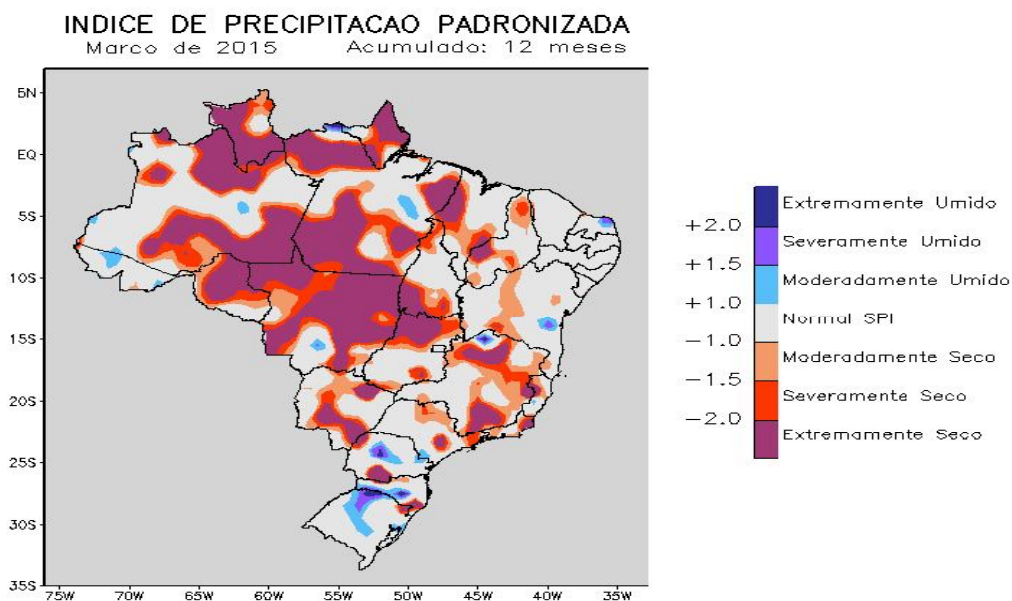 INDICE DE PRECIPITACAO PADRONIZADA
Marco de 2015 Acumulado: 12 meses
5N
EQ
5S
10S
15S
20S
25S
30S
35S
75W 70W 65W 60W 55W 50W 45W 40W 35W
Extremamente Umido
+2.0
Severamente Umido
+1.5
Moderadamente Umido
+1.0
Normal SPI
−1.0
Moderadamente Seco
−1.5
Severamente Seco
−2.0
Extremamente Seco